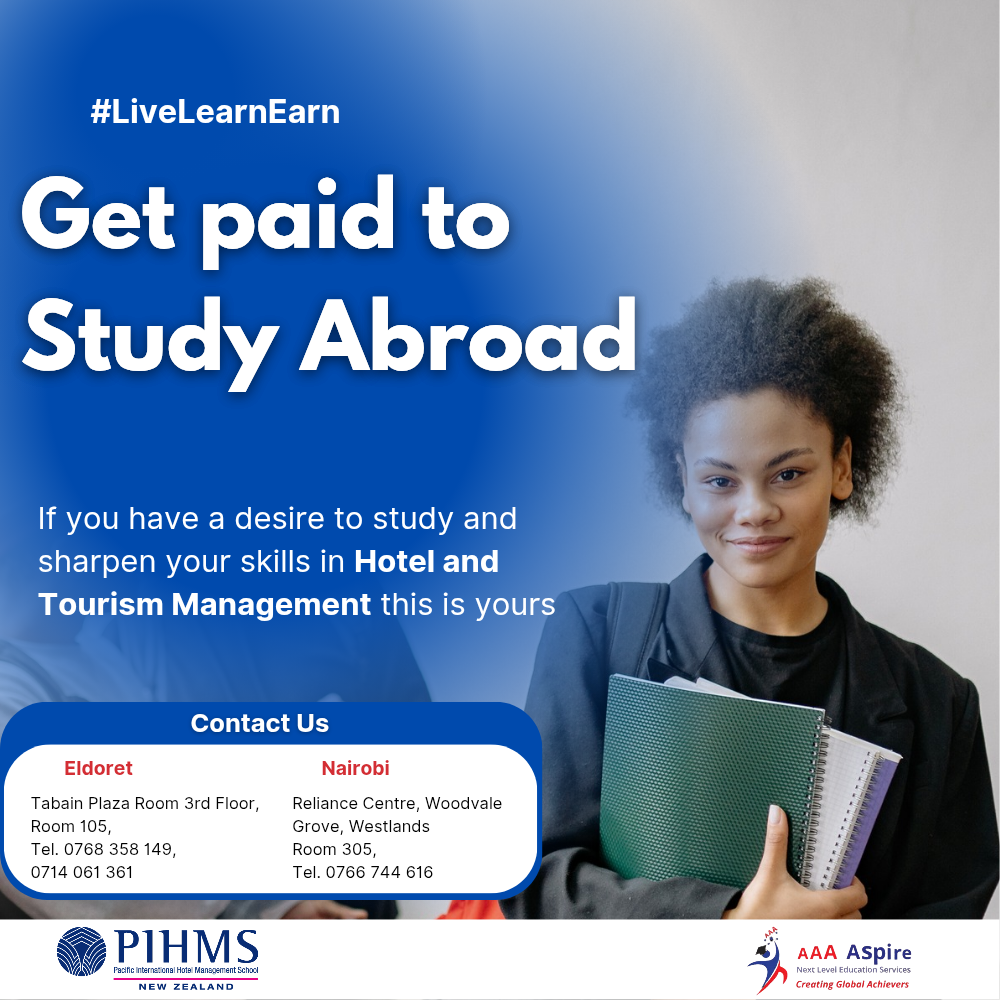 #LiveLearnEarn
Get paid to
Study Abroad
If you have a desire to study and
sharpen your skills in Hotel and
Tourism Management this is yours
Contact Us
Eldoret
Tabain Plaza Room 3rd Floor,
Room 105,
Tel. 0768 358 149,
0714 061 361
Nairobi
Reliance Centre, Woodvale
Grove, Westlands
Room 305,
Tel. 0766 744 616
PIHMS
Pacific International Hotel Management School
NEW ZEALAND
AAA
AAA ASpire
Next Level Education Services
Creating Global Achievers